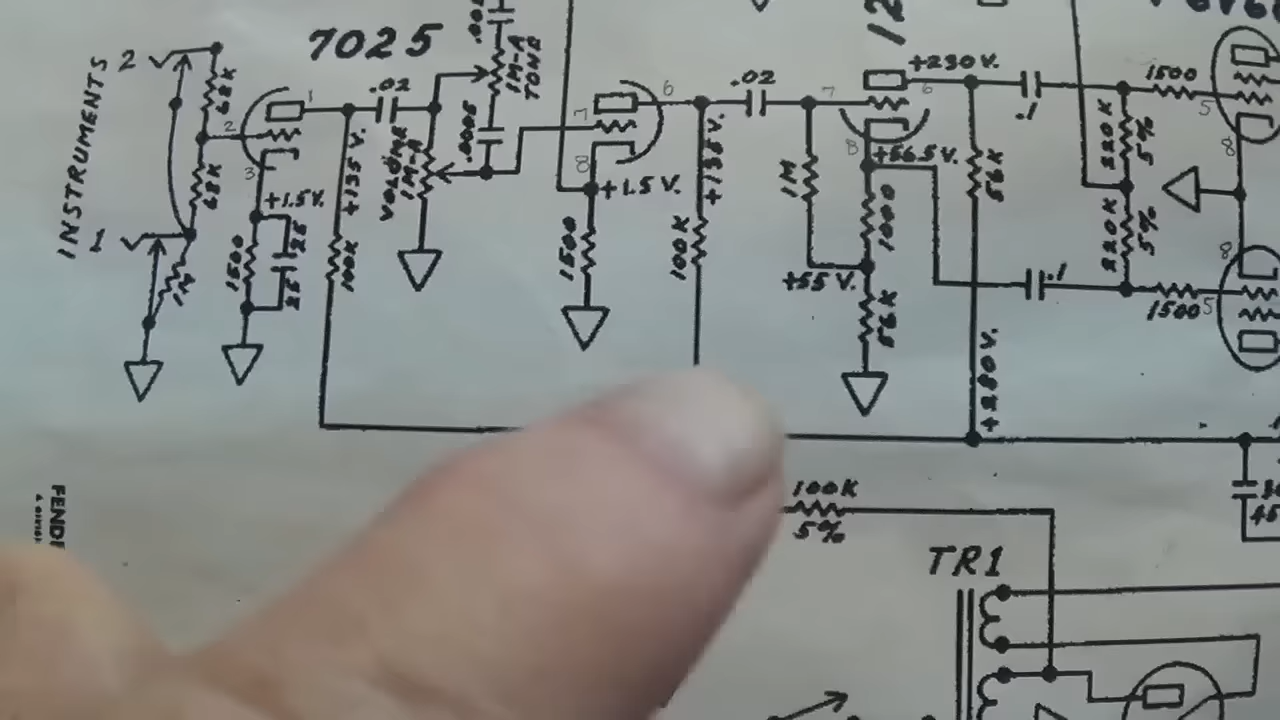 7025
12
INSTRUMENTS
2
1
68K
68K
1M
2
1
3
+1.5 V.
1500
25
25
.02
+135 V.
100K
VOLUME
1M-A
1M-A
TONE
.0005
7
6
8
+1.5 V.
1500
+135 V.
100K
.02
7
6
8
1M
+230 V.
+56.5 V.
1000
+55 V.
56K
56K
+280 V.
.1
.1
220K
5%
220K
5%
1500
1500
5
5
8
8
100K
5%
TR1